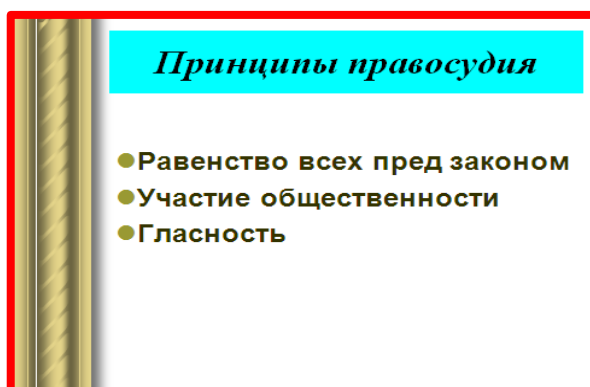 Принципы правосудия
Равенство всех пред законом
Участие общественности
Гласность